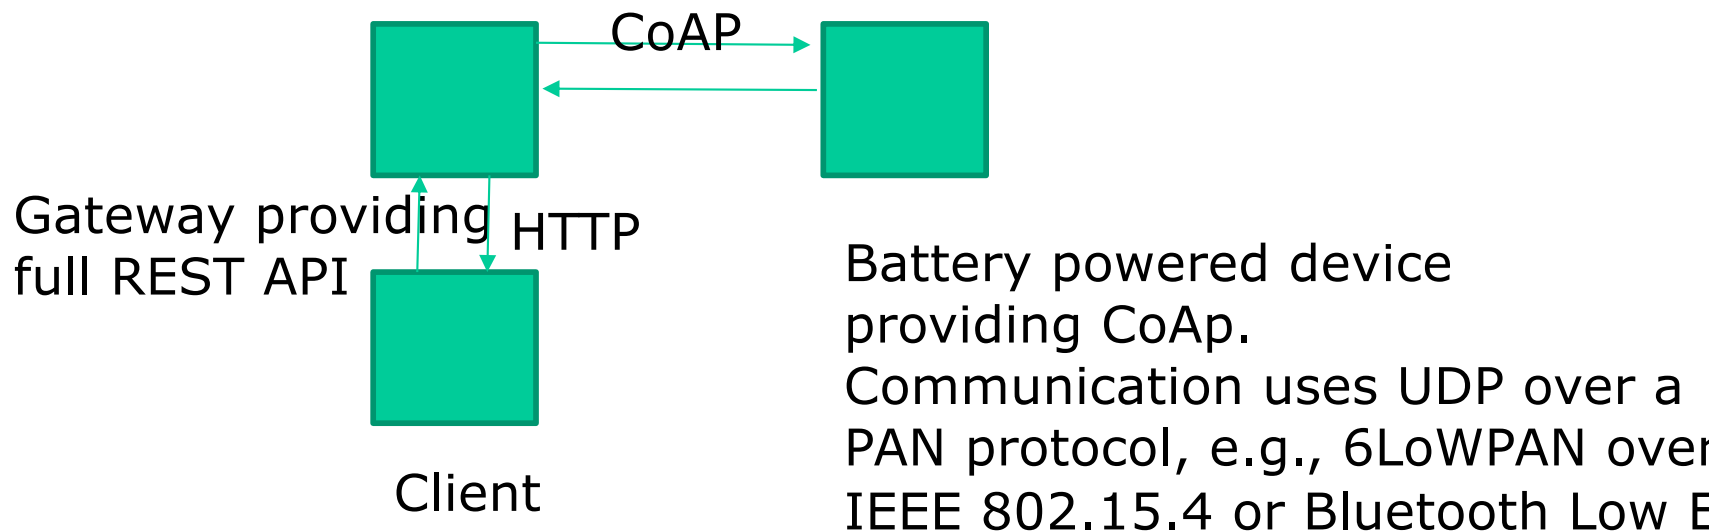 CoAP
Gateway providing
full REST API
HTTP
Client
Battery powered device
providing CoAp.
Communication uses UDP over a
PAN protocol, e.g., 6LoWPAN over
IEEE 802.15.4 or Bluetooth Low